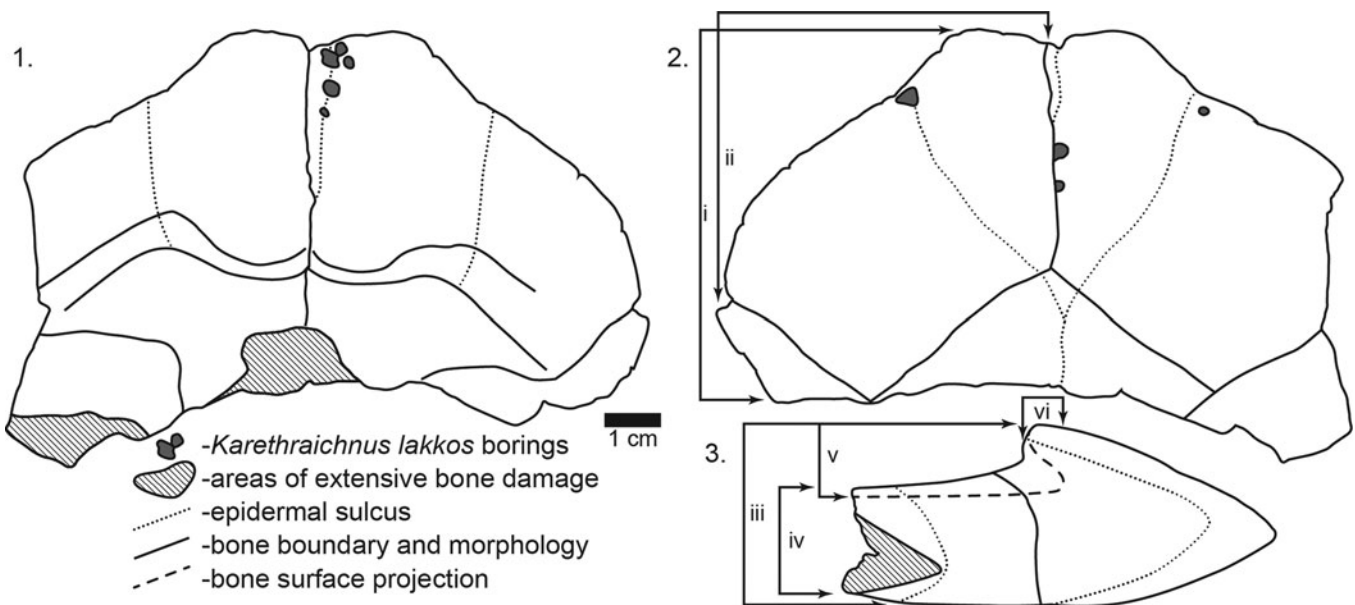 1.
2.
ii
i
1 cm
-Karethraichnus lakkos borings
-areas of extensive bone damage
-epidermal sulcus
-bone boundary and morphology
-bone surface projection
3.
vi
v
iii
iv